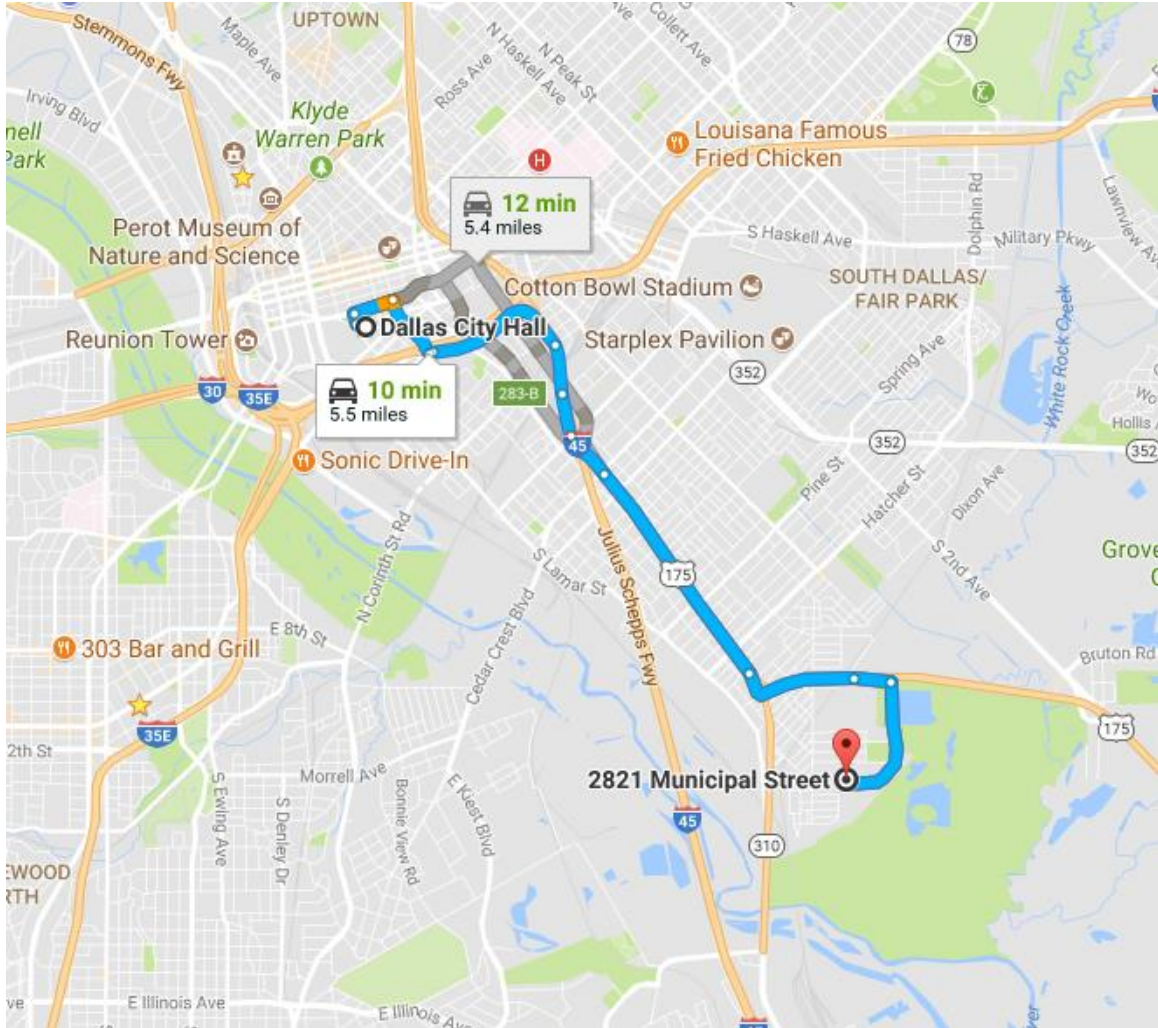 UPTOWN
Stemmons Fwy
Maple Ave
N Haskell Ave
N Peak St
Collett Ave
78
Ross Ave
Irving Blvd
Klyde
Warren Park
nell
Park
H
Louisana Famous
Fried Chicken
Lawnview Ave
Dolphin Rd
12 min
5.4 miles
S Haskell Ave
Military Pkwy
Perot Museum of
Nature and Science
SOUTH DALLAS/
FAIR PARK
Cotton Bowl Stadium
White Rock Creek
Dallas City Hall
Reunion Tower
Starplex Pavilion
Spring Ave
352
30
35E
10 min
5.5 miles
283-B
Hollis
352
352
45
Sonic Drive-In
Pine St
Hatcher St
Dixon Ave
N Corinth St Rd
Julius Schepps Fwy
S Lamar St
S 2nd Ave
Grove
175
Cedar Crest Blvd
E 8th St
303 Bar and Grill
Bruton Rd
35E
175
2th St
Morrell Ave
2821 Municipal Street
S Ewing Ave
S Denley Dr
Bonnie View Rd
E Kiest Blvd
45
310
EWOOD
RTH
ve
E Illinois Ave
E Illinois Ave
ver